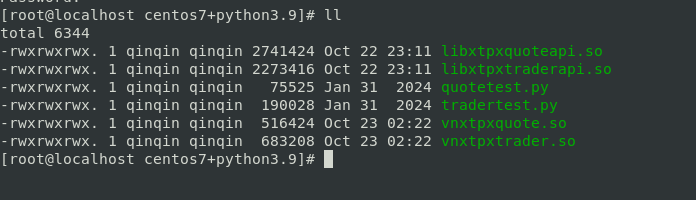 [root@localhost centos7+python3.9]# ll
total 6344
-rwxrwxrwx. 1 qinqin qinqin 2741424 Oct 22 23:11 libxtpxquoteapi.so
-rwxrwxrwx. 1 qinqin qinqin 2273416 Oct 22 23:11 libxtpxtraderapi.so
-rwxrwxrwx. 1 qinqin qinqin   75525 Jan 31  2024 quotetest.py
-rwxrwxrwx. 1 qinqin qinqin  190028 Jan 31  2024 tradertest.py
-rwxrwxrwx. 1 qinqin qinqin  516424 Oct 23 02:22 vnxtpxquote.so
-rwxrwxrwx. 1 qinqin qinqin  683208 Oct 23 02:22 vnxtpxtrader.so
[root@localhost centos7+python3.9]#